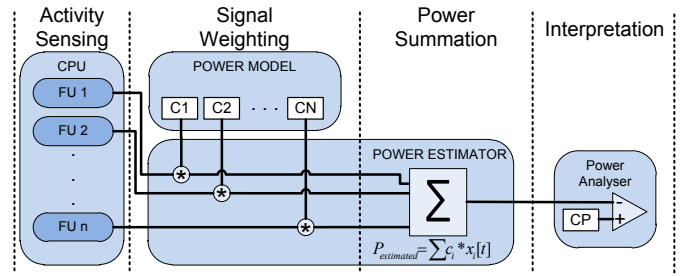 Activity
Sensing
Signal
Weighting
Power
Summation
Interpretation
CPU
FU 1
FU 2
.
.
.
FU n
POWER MODEL
C1
C2
. . .
CN
*
*
*
POWER ESTIMATOR
∑
P_estimated=∑c_i*x_i[t]
Power
Analyser
CP
-
+